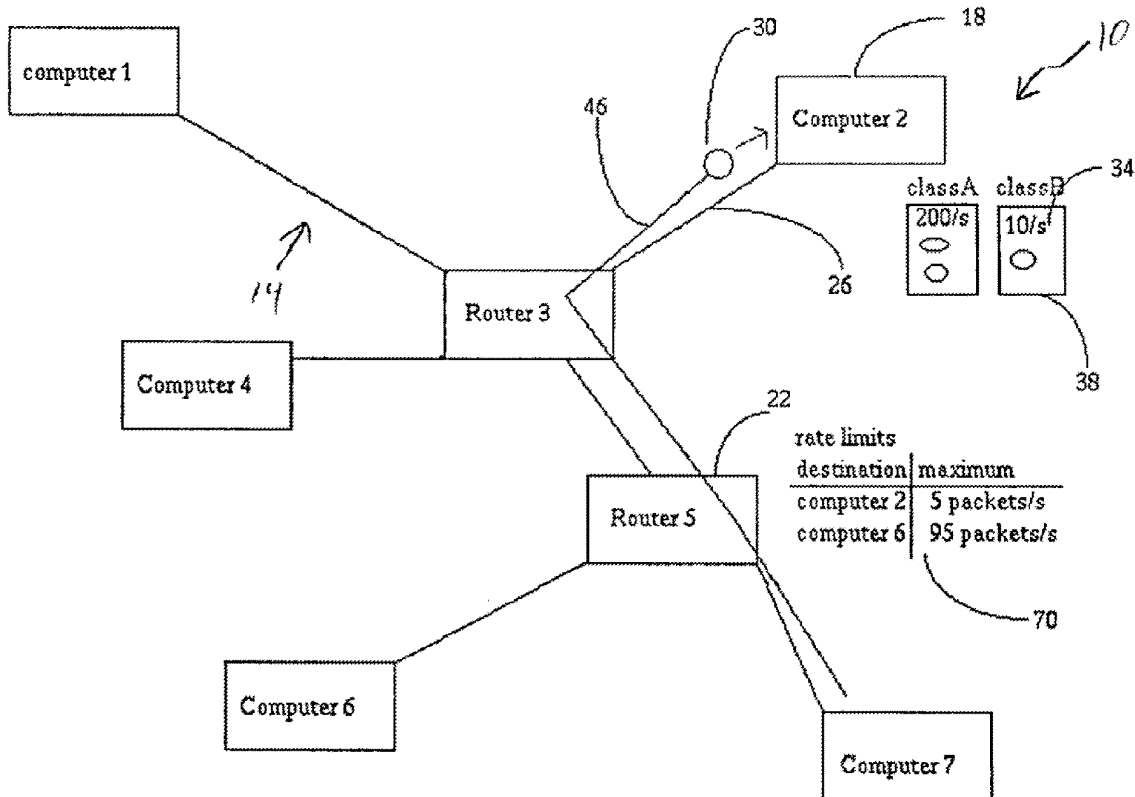 30
18
10
computer 1
46
Computer 2
34
classA classB
200/s 10/s
14
26
Router 3
38
Computer 4
22
rate limits
destination maximum
Router 5
computer 2 5 packets/s
computer 6 95 packets/s
70
Computer 6
Computer 7